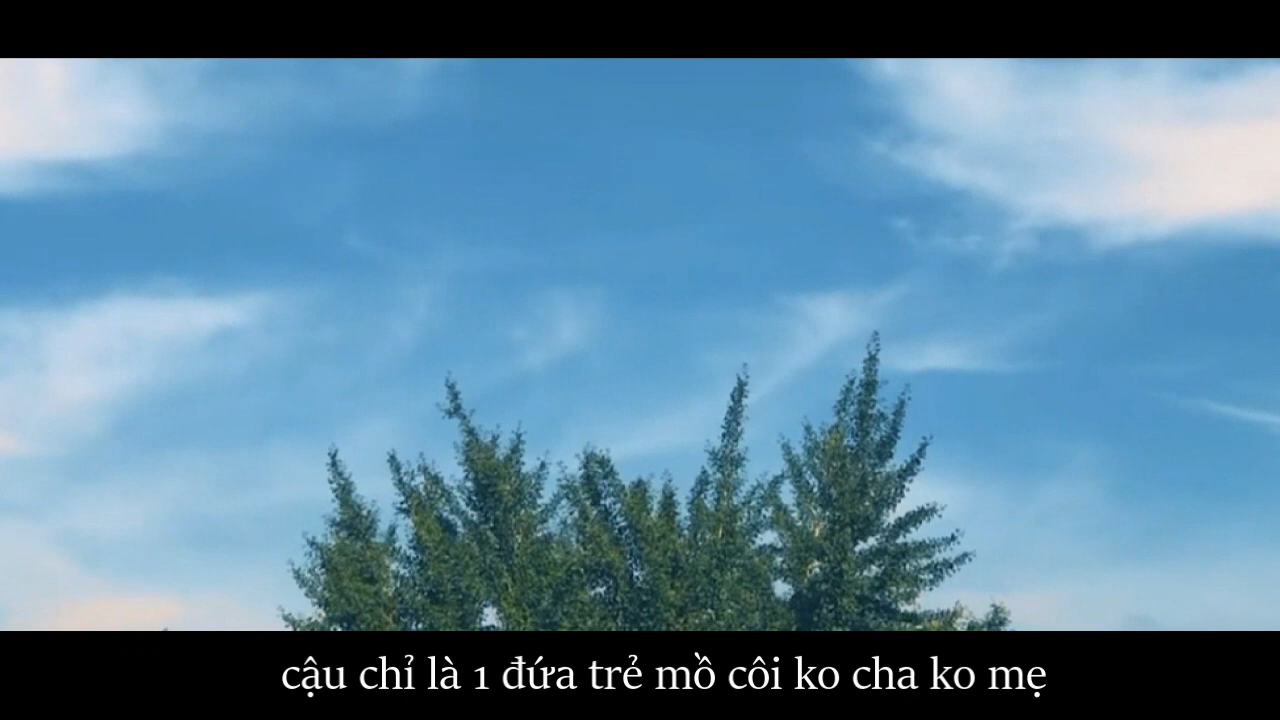 cậu chỉ là 1 đứa trẻ mồ côi ko cha ko mẹ